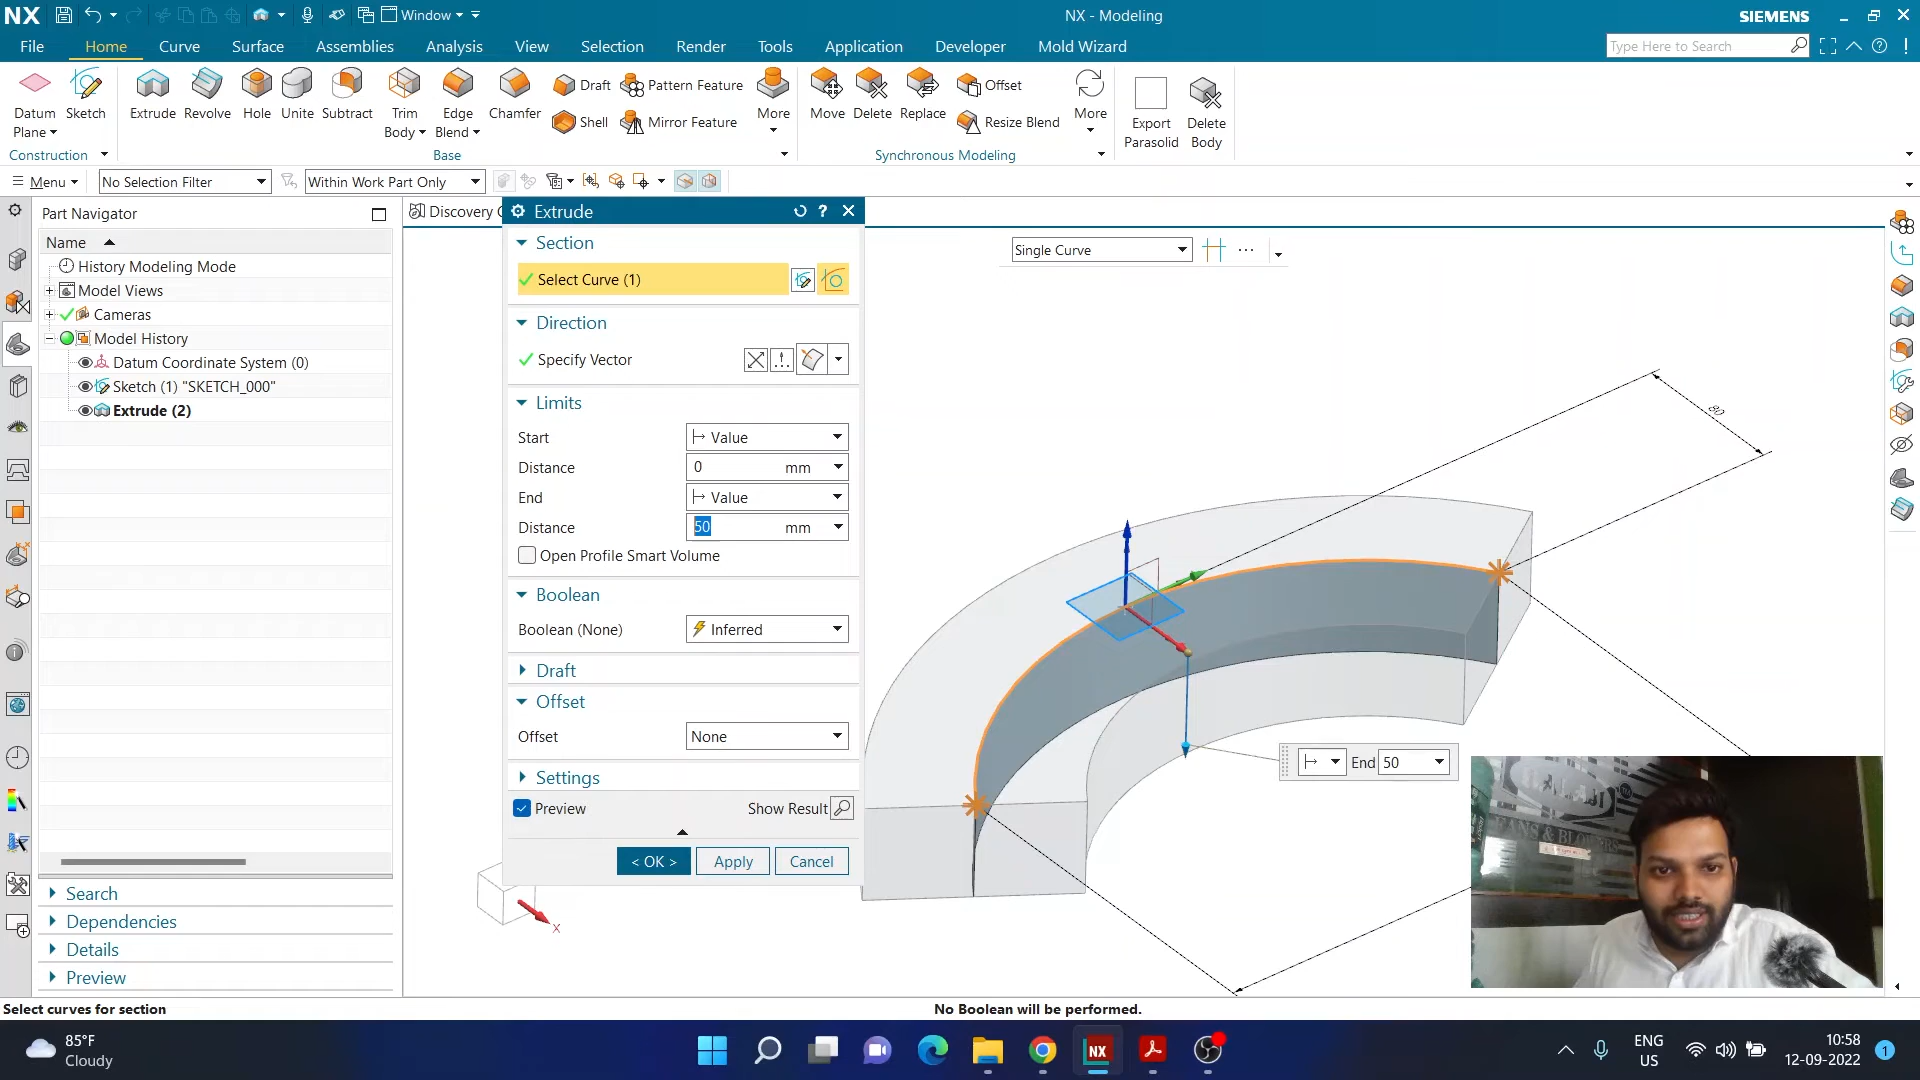 NX
Window
NX - Modeling
SIEMENS
File
Home
Curve
Surface
Assemblies
Analysis
View
Selection
Render
Tools
Application
Developer
Mold Wizard
Type Here to Search
Datum Plane
Sketch
Extrude
Revolve
Hole
Unite
Subtract
Trim Body
Edge Blend
Chamfer
Draft
Shell
Pattern Feature
Mirror Feature
More
Move
Delete
Replace
Offset
Resize Blend
More
Export Parasolid
Delete Body
Construction
Base
Synchronous Modeling
Menu
No Selection Filter
Within Work Part Only
Part Navigator
Name
History Modeling Mode
Model Views
Cameras
Model History
Datum Coordinate System (0)
Sketch (1) "SKETCH_000"
Extrude (2)
Search
Dependencies
Details
Preview
Discovery
Extrude
Section
Select Curve (1)
Direction
Specify Vector
Limits
Start
Value
Distance
0 mm
End
Value
Distance
50 mm
Open Profile Smart Volume
Boolean
Boolean (None)
Inferred
Draft
Offset
Offset
None
Settings
Preview
Show Result
< OK >
Apply
Cancel
Single Curve
80
End 50
X
ANS & BLOWERS
Select curves for section
No Boolean will be performed.
85°F
Cloudy
NX
ENG
US
10:58
12-09-2022
1